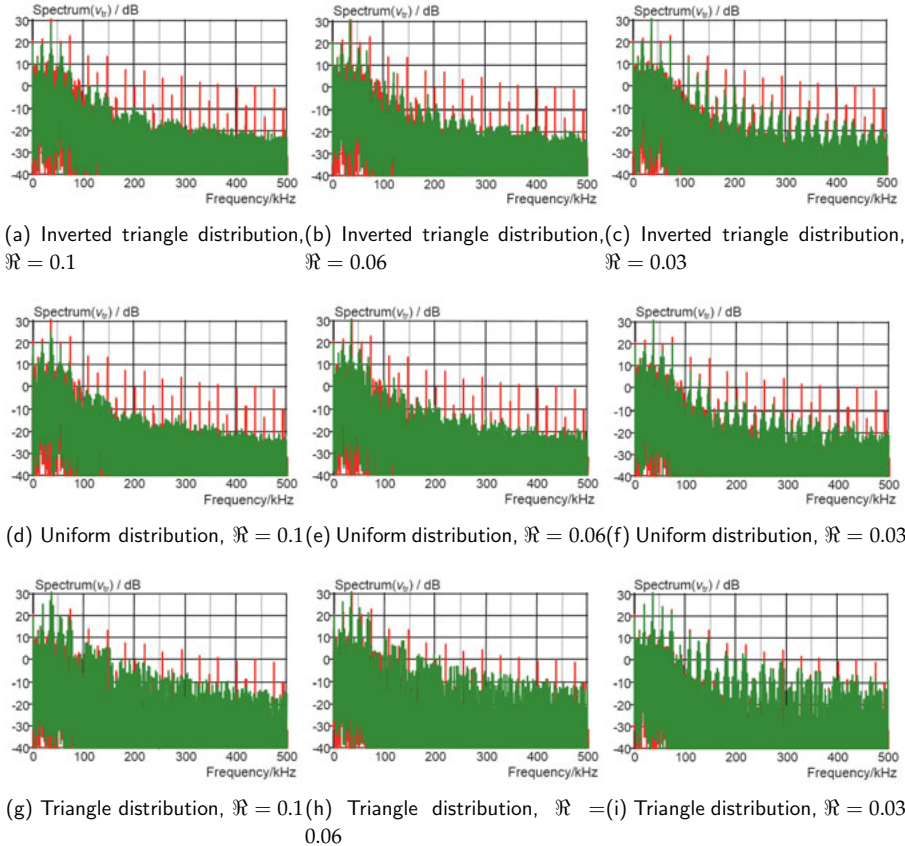 Spectrum(vtr) / dB Spectrum(vtr) / dB Spectrum(vtr) / dB
30 30 30
20 20 20
10 10 10
0 0 0
-10 -10 -10
-20 -20 -20
-30 -30 -30
-40 -40 -40
0 100 200 300 400 500 0 100 200 300 400 500 0 100 200 300 400 500
Frequency/kHz Frequency/kHz Frequency/kHz
(a) Inverted triangle distribution, (b) Inverted triangle distribution, (c) Inverted triangle distribution,
ℜ = 0.1 ℜ = 0.06 ℜ = 0.03
Spectrum(vtr) / dB Spectrum(vtr) / dB Spectrum(vtr) / dB
30 30 30
20 20 20
10 10 10
0 0 0
-10 -10 -10
-20 -20 -20
-30 -30 -30
-40 -40 -40
0 100 200 300 400 500 0 100 200 300 400 500 0 100 200 300 400 500
Frequency/kHz Frequency/kHz Frequency/kHz
(d) Uniform distribution, ℜ = 0.1 (e) Uniform distribution, ℜ = 0.06 (f) Uniform distribution, ℜ = 0.03
Spectrum(vtr) / dB Spectrum(vtr) / dB Spectrum(vtr) / dB
30 30 30
20 20 20
10 10 10
0 0 0
-10 -10 -10
-20 -20 -20
-30 -30 -30
-40 -40 -40
0 100 200 300 400 500 0 100 200 300 400 500 0 100 200 300 400 500
Frequency/kHz Frequency/kHz Frequency/kHz
(g) Triangle distribution, ℜ = 0.1 (h) Triangle distribution, ℜ = (i) Triangle distribution, ℜ = 0.03
0.06